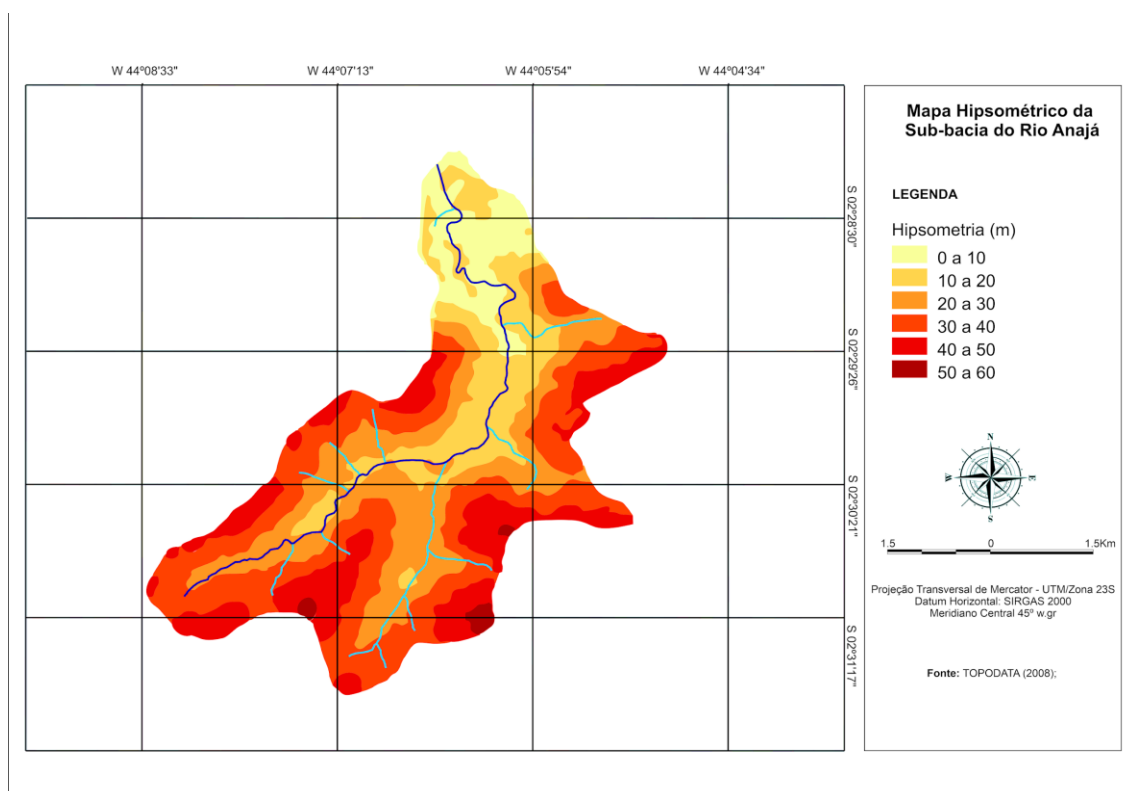 W 44º08'33"
W 44º07'13"
W 44º05'54"
W 44º04'34"
S 02º28'30"
S 02º29'26"
S 02º30'21"
S 02º31'17"
Mapa Hipsométrico da
Sub-bacia do Rio Anajá
LEGENDA
Hipsometria (m)
0 a 10
10 a 20
20 a 30
30 a 40
40 a 50
50 a 60
N
W
E
S
1.5 0 1.5Km
Projeção Transversal de Mercator - UTM/Zona 23S
Datum Horizontal: SIRGAS 2000
Meridiano Central 45º w.gr
Fonte: TOPODATA (2008);